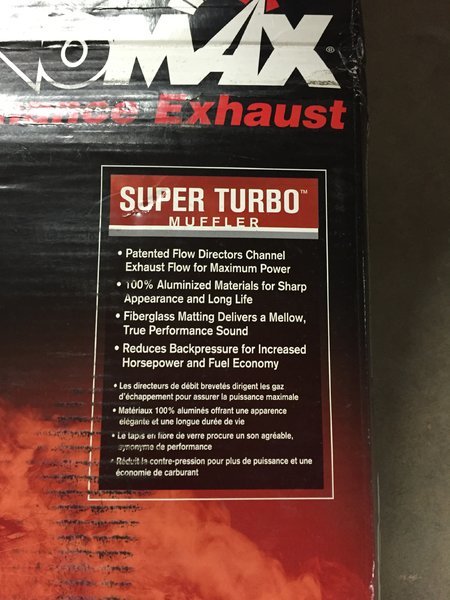 OMAX®
mance Exhaust
SUPER TURBO™
MUFFLER
• Patented Flow Directors Channel
Exhaust Flow for Maximum Power
• 100% Aluminized Materials for Sharp
Appearance and Long Life
• Fiberglass Matting Delivers a Mellow,
True Performance Sound
• Reduces Backpressure for Increased
Horsepower and Fuel Economy
• Les directeurs de débit brevetés dirigent les gaz
d'échappement pour assurer la puissance maximale
• Matériaux 100% aluminés offrant une apparence
élégante et une longue durée de vie
• Le tapis en fibre de verre procure un son agréable,
synonyme de performance
• Réduit la contre-pression pour plus de puissance et une
économie de carburant